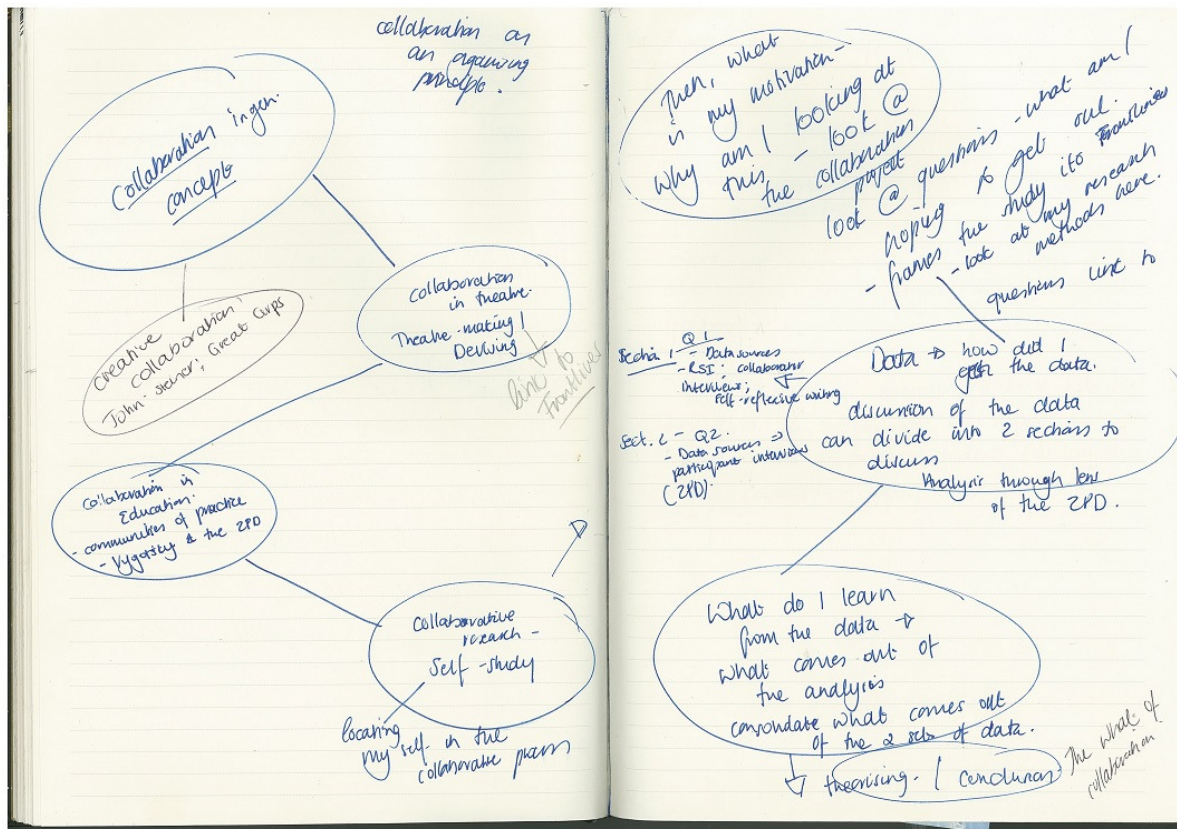 collaboration as
an organising
principle.
Collaboration in gen.
concept
Creative
collaboration:
John-Steiner; Great Groups
collaboration
in theatre.
Theatre-making /
Devising
link to
Frontlines
collaboration in
Education.
- communities of practice
- Vygotsky & the ZPD
collaborative
research -
Self-study
locating
my self in the
collaborative process
Then, what
is my motivation -
why am I looking at
this - look @
the collaboration
project
look @ questions - what am I
hoping to get out.
- frames the study ito Frontlines
- look at my research
methods here.
questions link to
Section 1 Q1
- Data sources
- RSI; collaborator
interviews;
self-reflexive writing
Sect. 2 - Q2.
- Data sources ⇒
participant interviews
(ZPD).
Data → how did I
get the data.
discussion of the data
can divide into 2 sections to
discuss
Analysis through lens
of the ZPD.
What do I learn
from the data →
what comes out of
the analysis
consolidate what comes out
of the 2 sets of data.
theorising - / Conclusion
The what of
collaboration